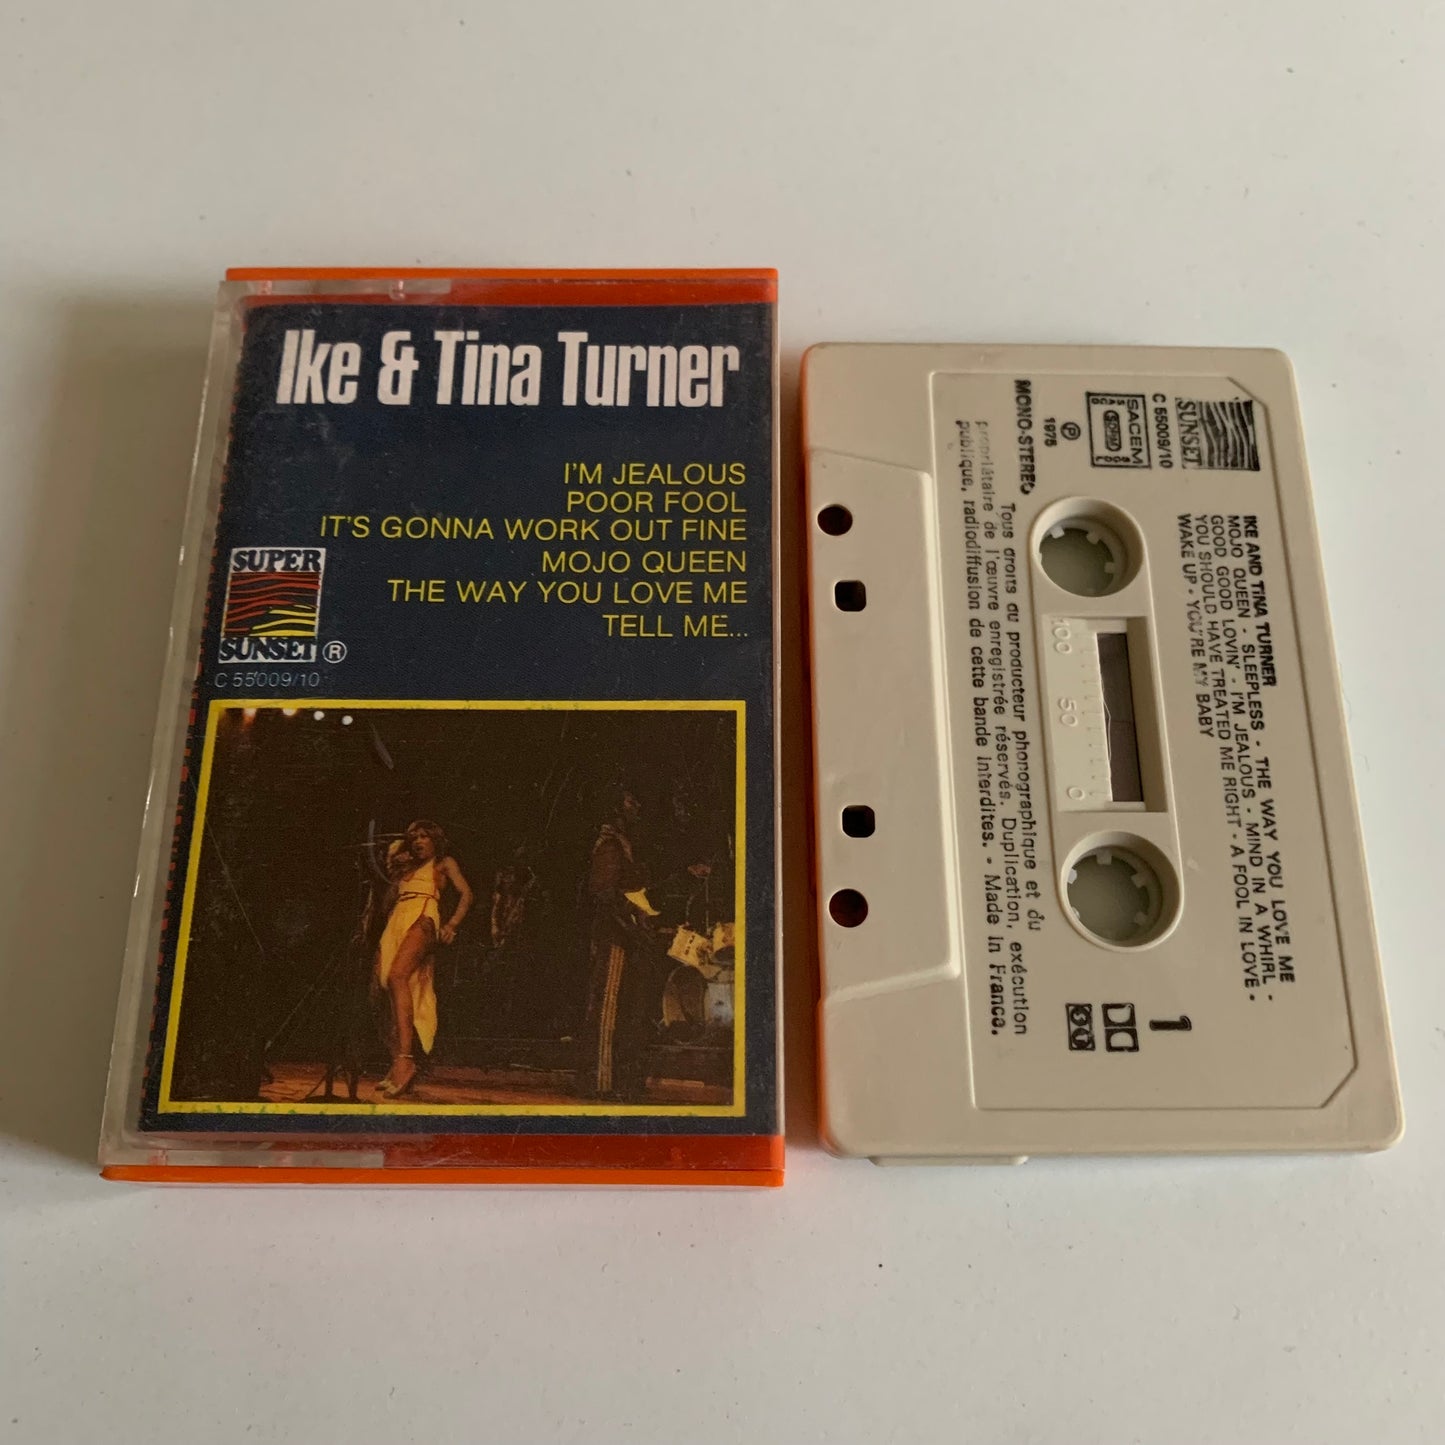 Ike & Tina Turner
I'M JEALOUS
POOR FOOL
IT'S GONNA WORK OUT FINE
MOJO QUEEN
THE WAY YOU LOVE ME
TELL ME...
SUPER
SUNSET ®
C 55009/10
SUNSET
C 55009/10
SACEM
SDRM
MONO-STEREO
℗
1975
IKE AND TINA TURNER
MOJO QUEEN - SLEEPLESS - THE WAY YOU LOVE ME
GOOD GOOD LOVIN' - I'M JEALOUS - MIND IN A WHIRL -
YOU SHOULD HAVE TREATED ME RIGHT - A FOOL IN LOVE -
WAKE UP - YOU'RE MY BABY
1
100 50 0
Tous droits du producteur phonographique et du
propriétaire de l'œuvre enregistrée réservés. Duplication, exécution
publique, radiodiffusion de cette bande interdites. - Made in France.